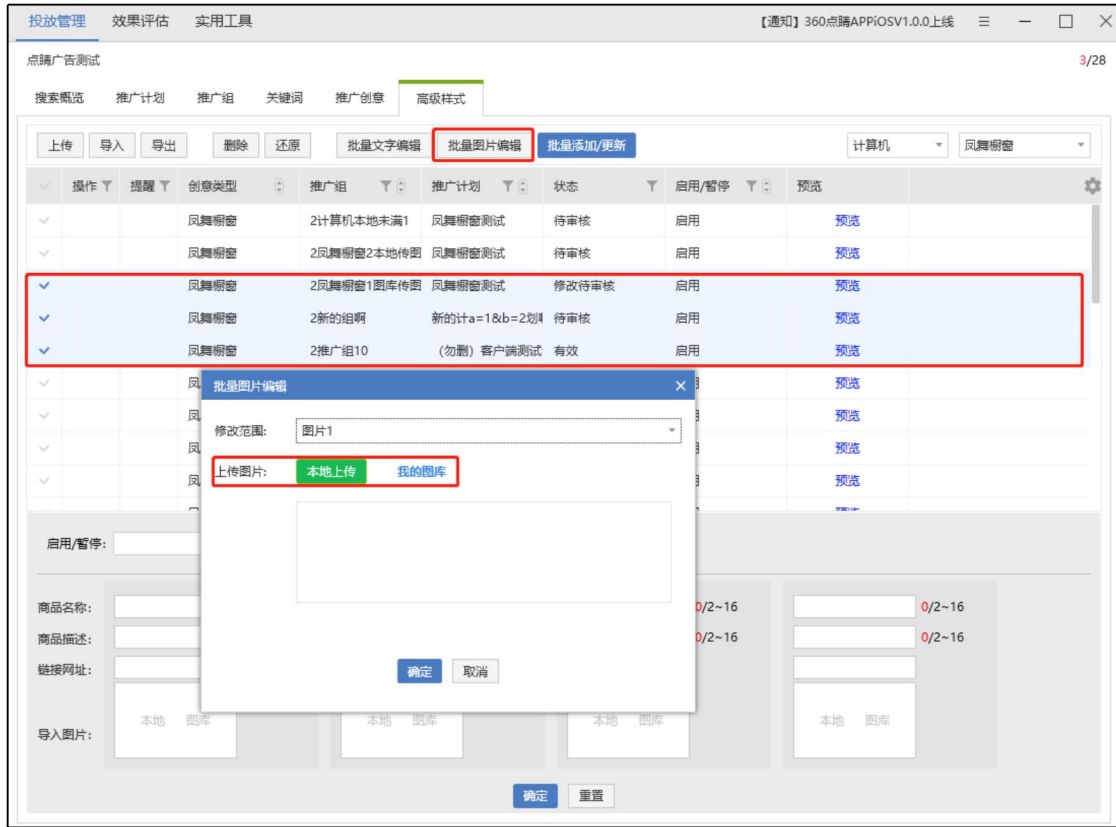 投放管理 效果评估 实用工具 【通知】360点睛APPiOSV1.0.0上线
点睛广告测试 3/28
搜索概览 推广计划 推广组 关键词 推广创意 高级样式
上传 导入 导出 删除 还原 批量文字编辑 批量图片编辑 批量添加/更新 计算机 凤舞橱窗
操作 提醒 创意类型 推广组 推广计划 状态 启用/暂停 预览
凤舞橱窗 2计算机本地未满1 凤舞橱窗测试 待审核 启用 预览
凤舞橱窗 2凤舞橱窗2本地传图 凤舞橱窗测试 待审核 启用 预览
凤舞橱窗 2凤舞橱窗1图库传图 凤舞橱窗测试 修改待审核 启用 预览
凤舞橱窗 2新的组啊 新的计a=1&b=2划 待审核 启用 预览
凤舞橱窗 2推广组10 (勿删) 客户端测试 有效 启用 预览
预览
预览
预览
预览
批量图片编辑
修改范围: 图片1
上传图片: 本地上传 我的图库
确定 取消
启用/暂停:
商品名称: 0/2~16 0/2~16
商品描述: 0/2~16 0/2~16
链接网址:
导入图片: 本地 图库 本地 图库 本地 图库 本地 图库
确定 重置